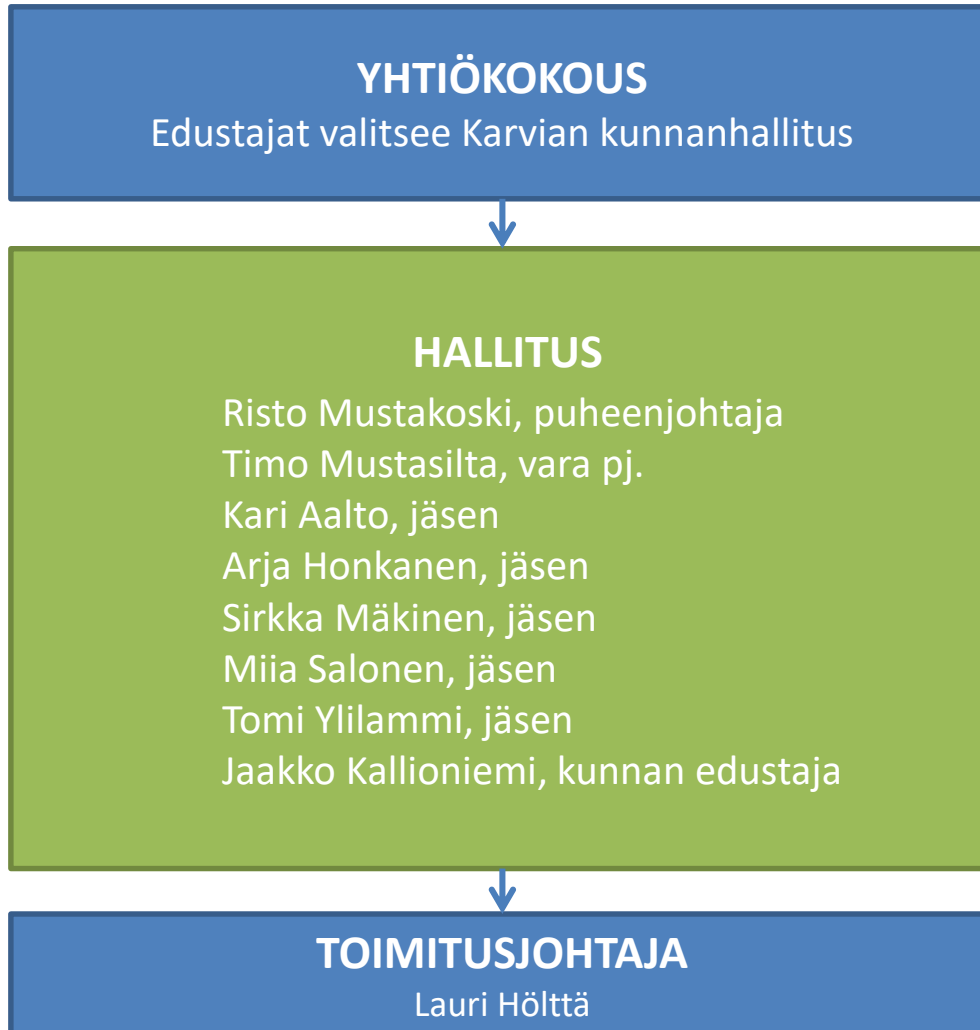 YHTIÖKOKOUS
Edustajat valitsee Karvian kunnanhallitus
HALLITUS
Risto Mustakoski, puheenjohtaja
Timo Mustasilta, vara pj.
Kari Aalto, jäsen
Arja Honkanen, jäsen
Sirkka Mäkinen, jäsen
Miia Salonen, jäsen
Tomi Ylilammi, jäsen
Jaakko Kallioniemi, kunnan edustaja
TOIMITUSJOHTAJA
Lauri Hölttä